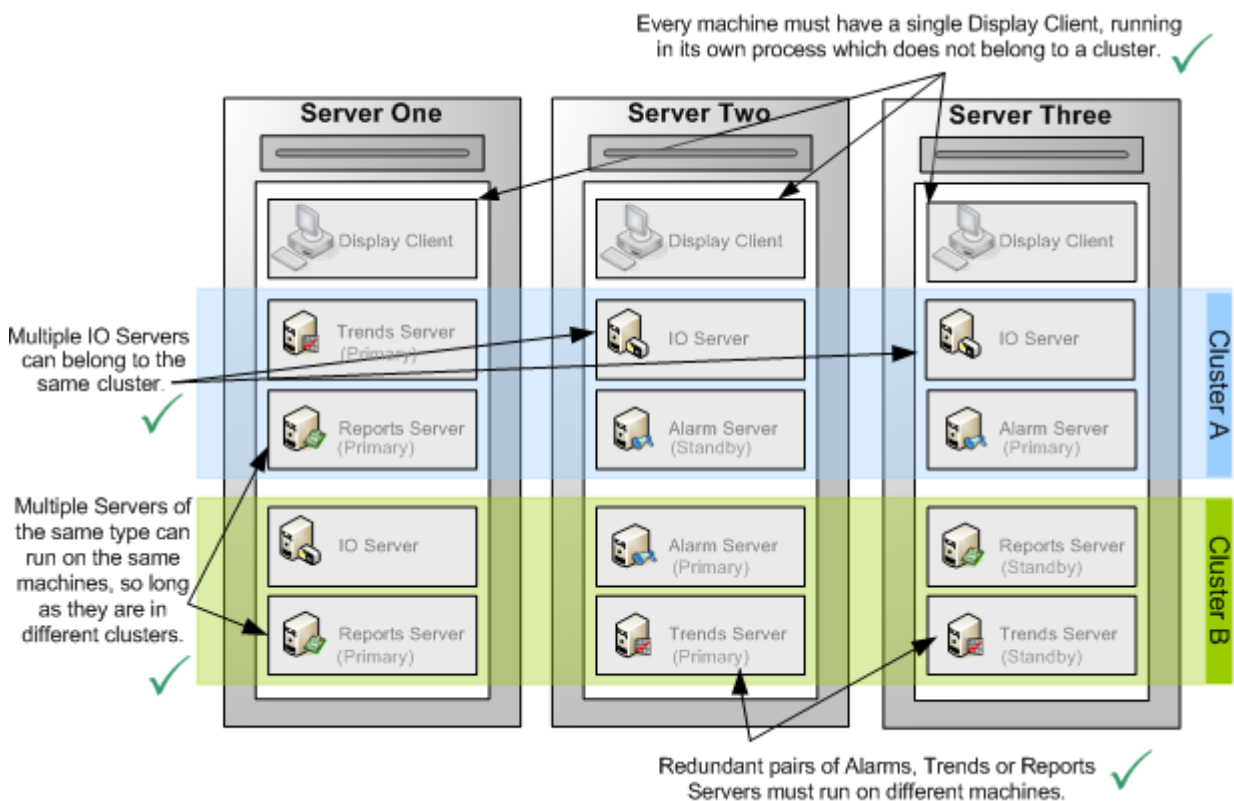 Every machine must have a single Display Client, running
in its own process which does not belong to a cluster.
Server One
Server Two
Server Three
Display Client
Display Client
Display Client
Multiple IO Servers
can belong to the
same cluster.
Trends Server
(Primary)
IO Server
IO Server
Reports Server
(Primary)
Alarm Server
(Standby)
Alarm Server
(Primary)
Cluster A
Multiple Servers of
the same type can
run on the same
machines, so long
as they are in
different clusters.
IO Server
Alarm Server
(Primary)
Reports Server
(Standby)
Reports Server
(Primary)
Trends Server
(Primary)
Trends Server
(Standby)
Cluster B
Redundant pairs of Alarms, Trends or Reports
Servers must run on different machines.